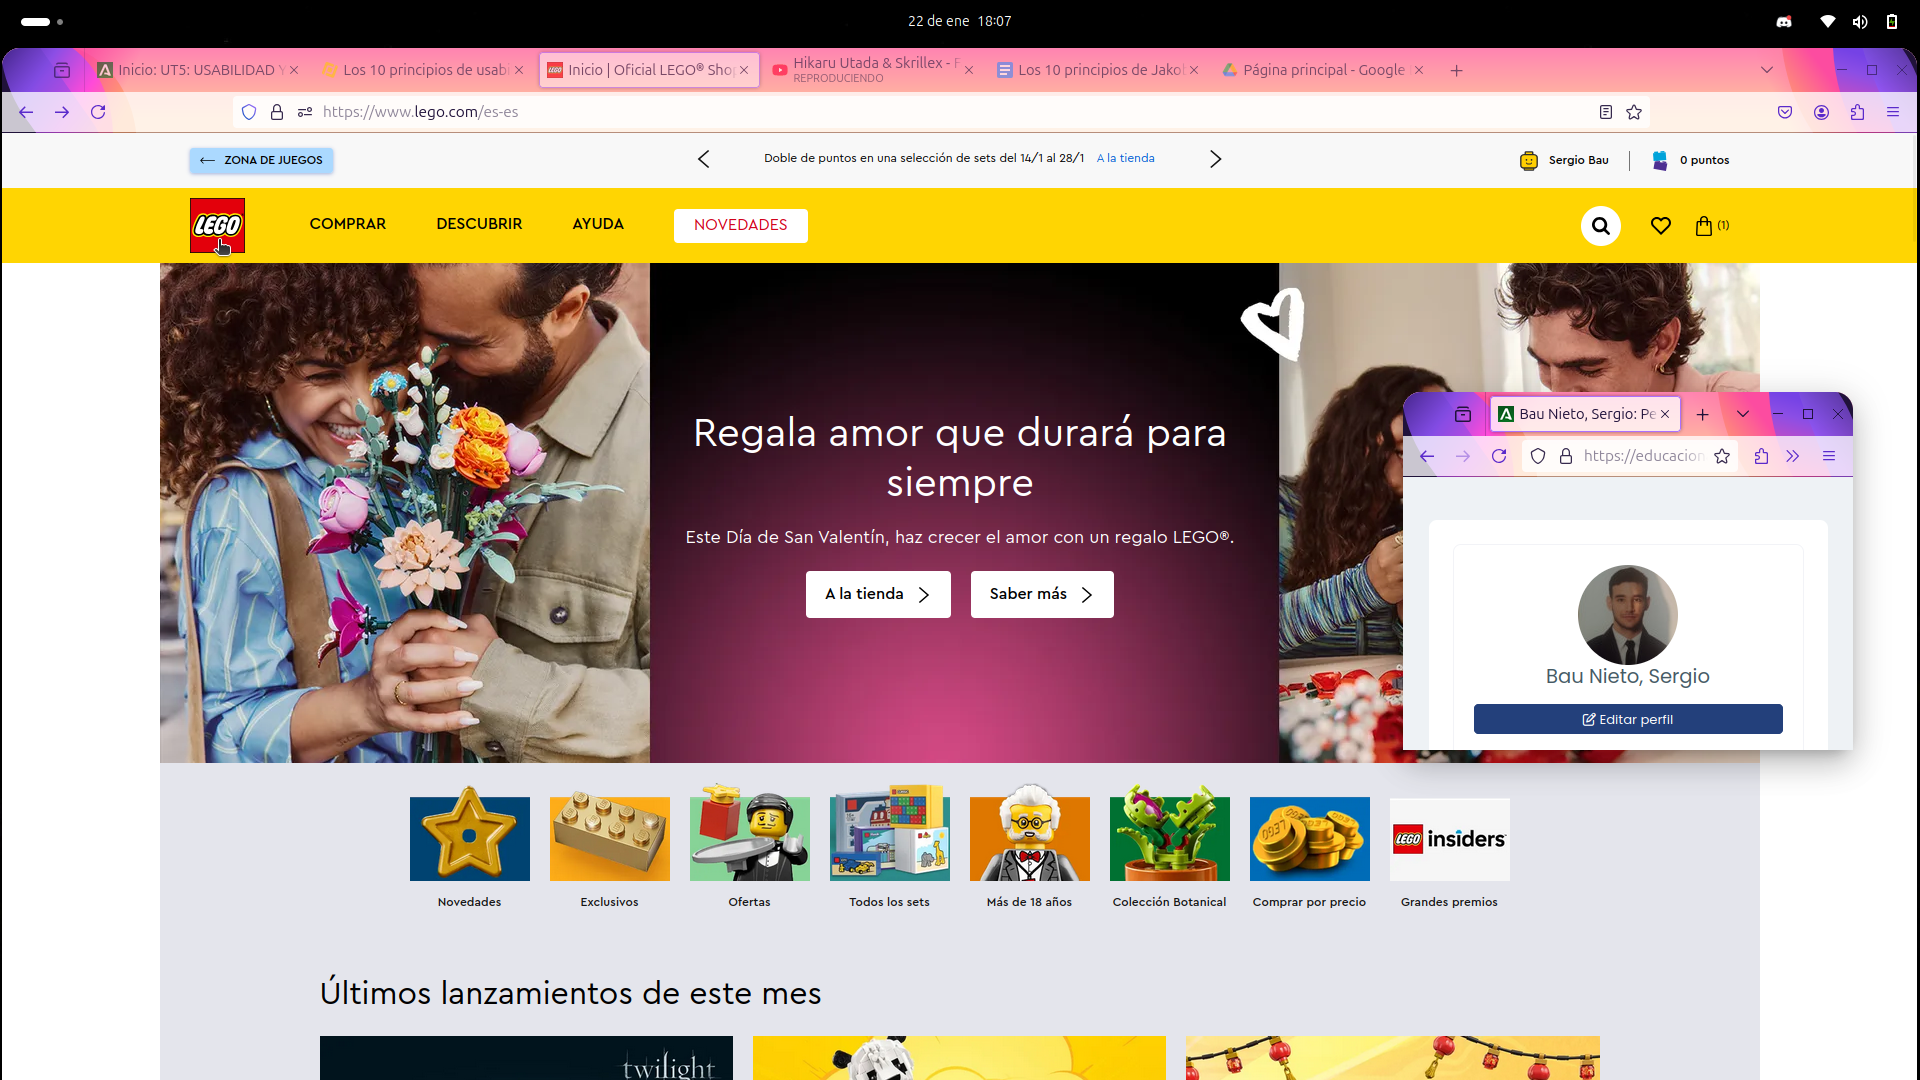 22 de ene 18:07
Inicio: UT5: USABILIDAD
Los 10 principios de usabi
Inicio | Oficial LEGO® Sho
Hikaru Utada & Skrillex - F
REPRODUCIENDO
Los 10 principios de Jakob
Página principal - Google
https://www.lego.com/es-es
ZONA DE JUEGOS
Doble de puntos en una selección de sets del 14/1 al 28/1 A la tienda
Sergio Bau
0 puntos
LEGO
COMPRAR
DESCUBRIR
AYUDA
NOVEDADES
(1)
Regala amor que durará para
siempre
Este Día de San Valentín, haz crecer el amor con un regalo LEGO®.
A la tienda
Saber más
Bau Nieto, Sergio: Pe
https://educacion
Bau Nieto, Sergio
Editar perfil
LEGO insiders
Novedades
Exclusivos
Ofertas
Todos los sets
Más de 18 años
Colección Botanical
Comprar por precio
Grandes premios
Últimos lanzamientos de este mes
twilight